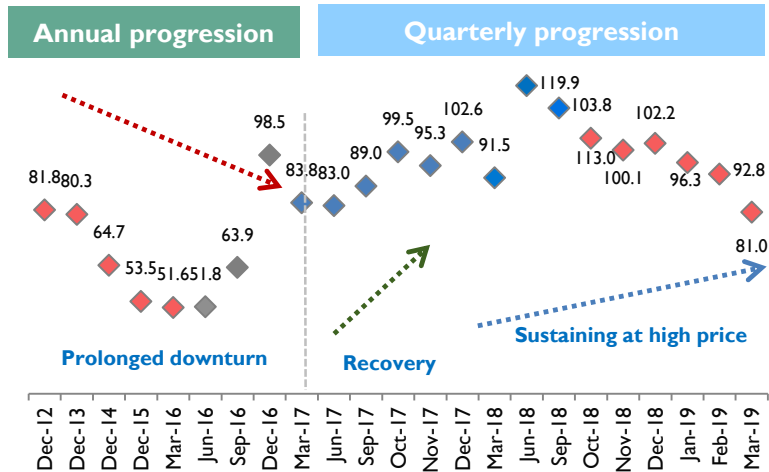 Annual progression
Quarterly progression
81.8
80.3
64.7
53.5
51.6
51.8
63.9
98.5
83.8
83.0
89.0
99.5
95.3
102.6
91.5
119.9
113.0
103.8
100.1
102.2
96.3
92.8
81.0
Prolonged downturn
Recovery
Sustaining at high price
Dec-12
Dec-13
Dec-14
Dec-15
Mar-16
Jun-16
Sep-16
Dec-16
Mar-17
Jun-17
Sep-17
Oct-17
Nov-17
Dec-17
Mar-18
Jun-18
Sep-18
Oct-18
Nov-18
Dec-18
Jan-19
Feb-19
Mar-19